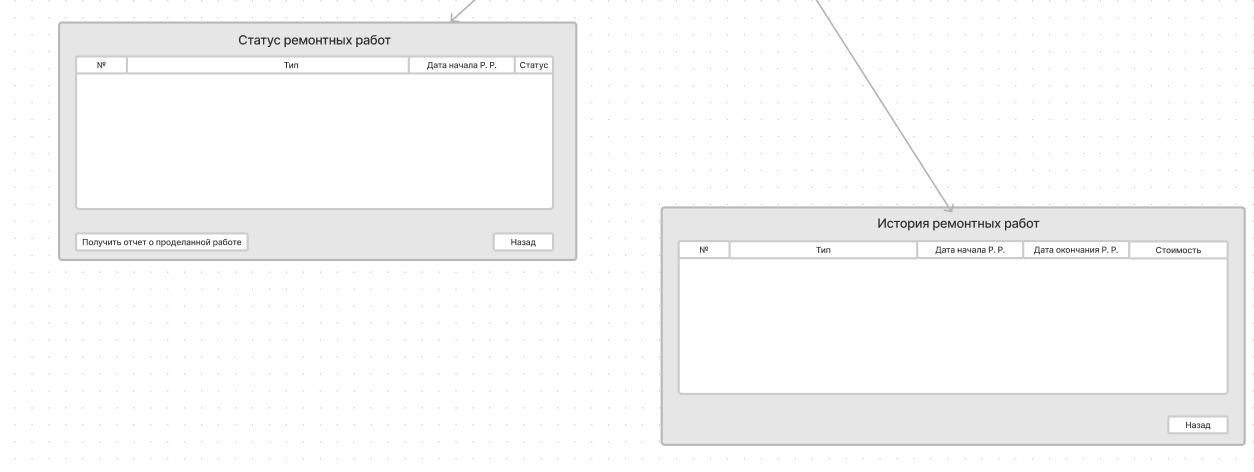 Статус ремонтных работ
№ Тип Дата начала Р. Р. Статус
Получить отчет о проделанной работе Назад
История ремонтных работ
№ Тип Дата начала Р. Р. Дата окончания Р. Р. Стоимость
Назад